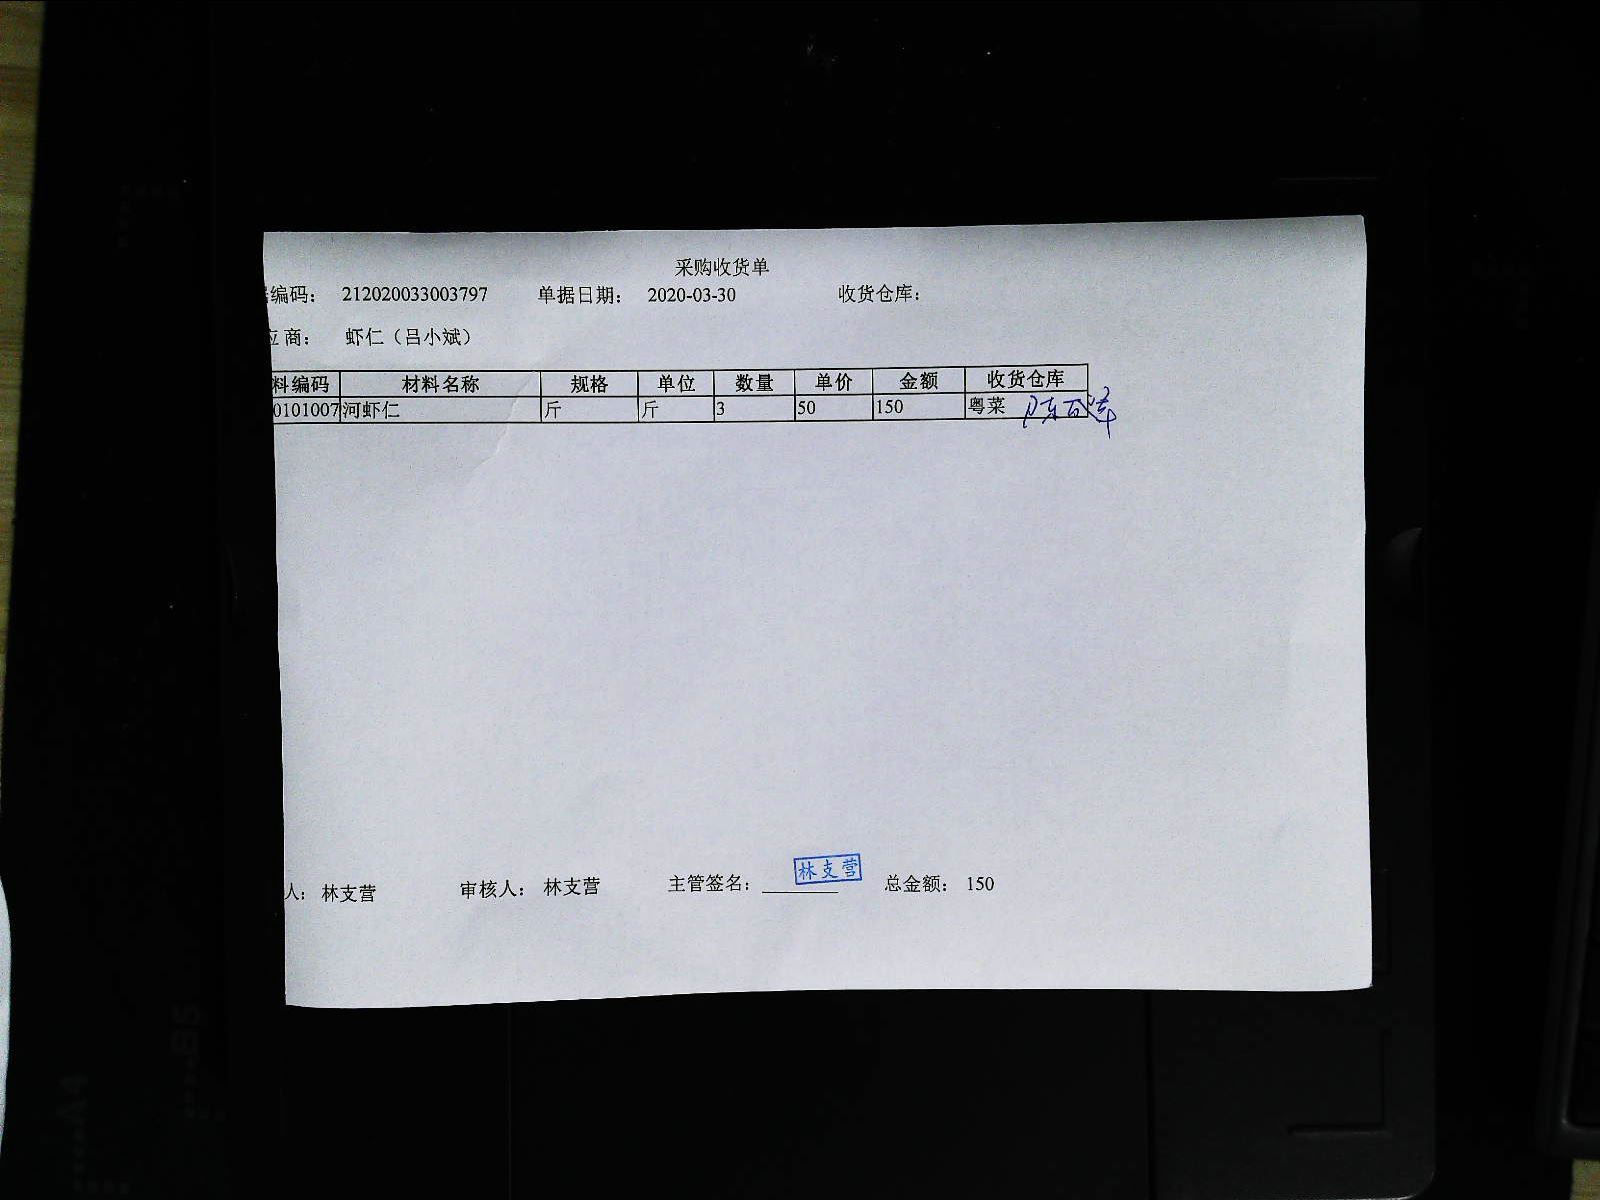 采购收货单
编码： 212020033003797 单据日期： 2020-03-30 收货仓库：
应商： 虾仁（吕小斌）
料编码 材料名称 规格 单位 数量 单价 金额 收货仓库
0101007 河虾仁 斤 斤 3 50 150 粤菜
林支营
人： 林支营 审核人： 林支营 主管签名： 总金额： 150
A4
B5